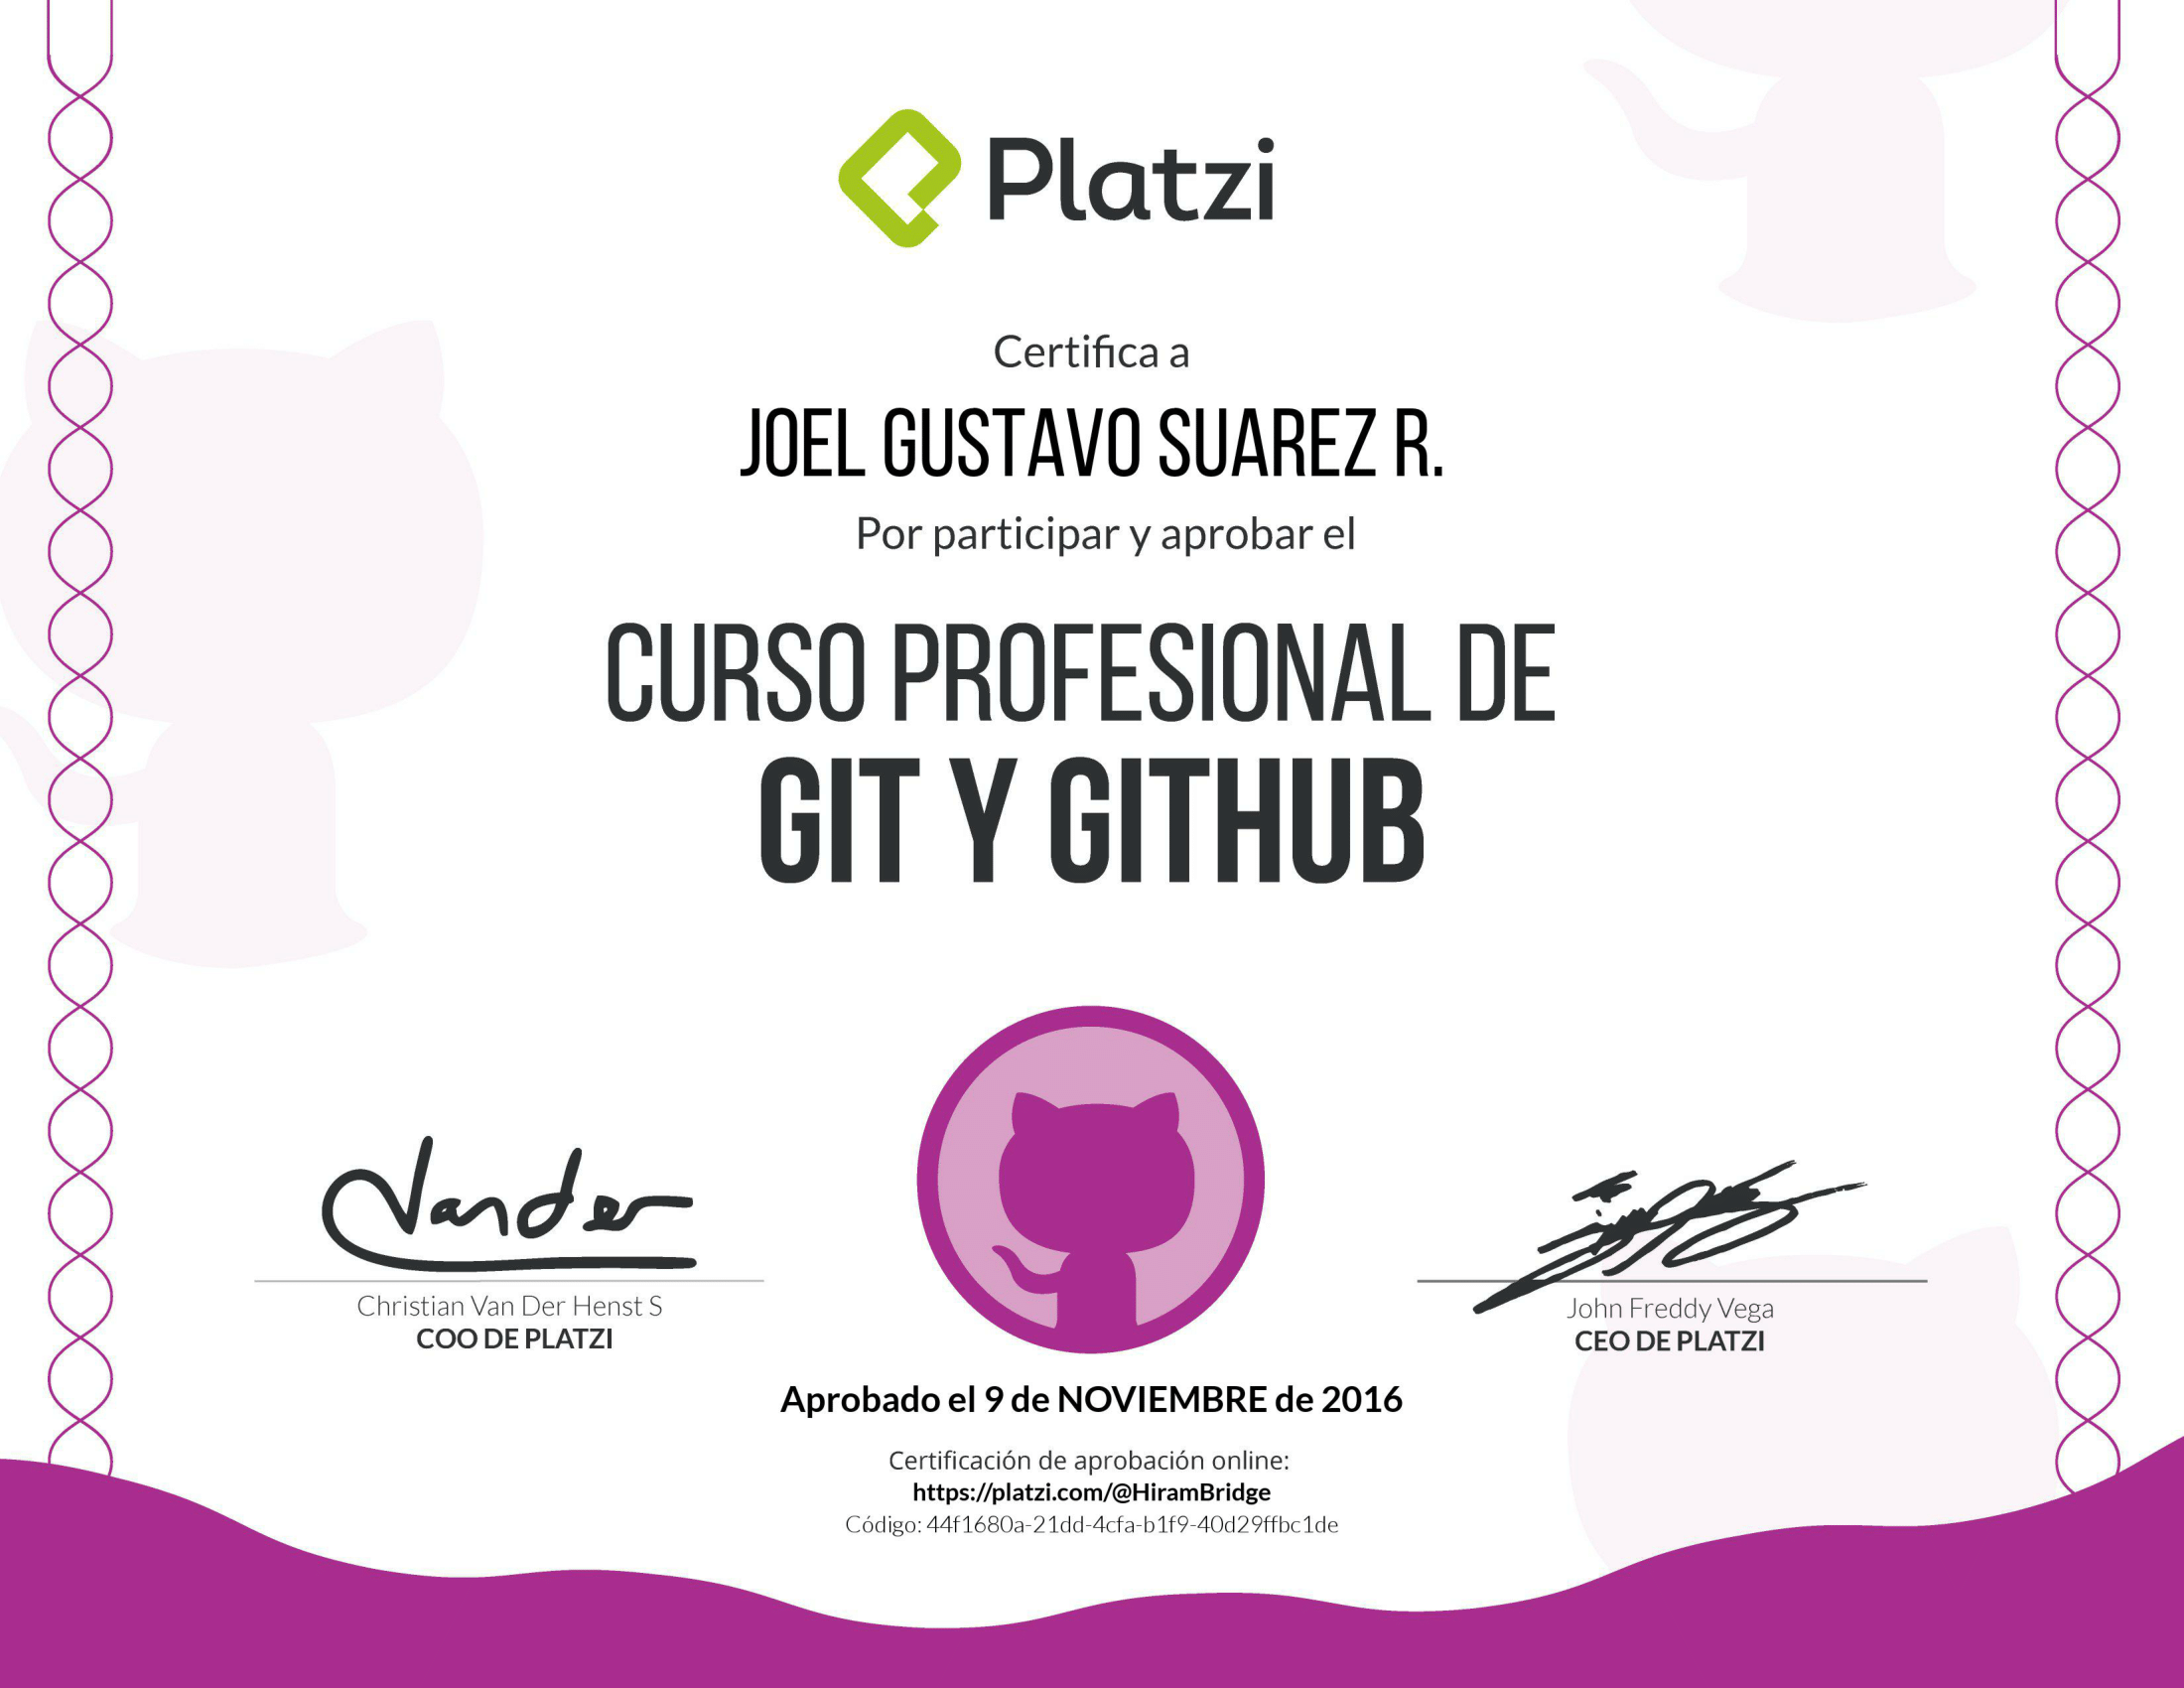 Platzi
Certifica a
JOEL GUSTAVO SUAREZ R.
Por participar y aprobar el
CURSO PROFESIONAL DE
GIT Y GITHUB
Vander
Christian Van Der Henst S
COO DE PLATZI
John Freddy Vega
CEO DE PLATZI
Aprobado el 9 de NOVIEMBRE de 2016
Certificación de aprobación online:
https://platzi.com/@HiramBridge
Código: 44f1680a-21dd-4cfa-b1f9-40d29ffbc1de